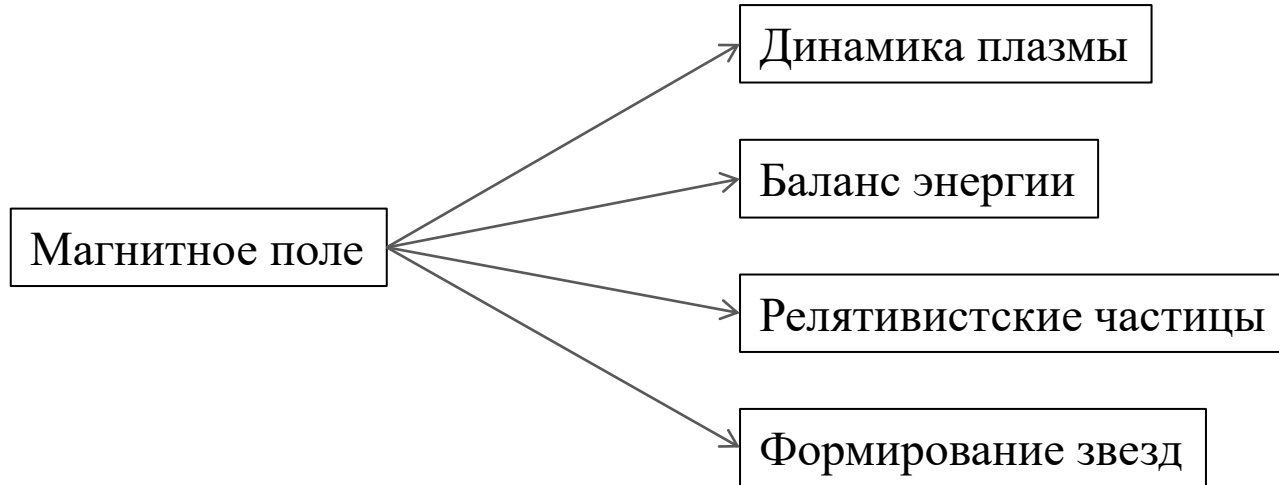 Динамика плазмы
Баланс энергии
Магнитное поле
Релятивистские частицы
Формирование звезд